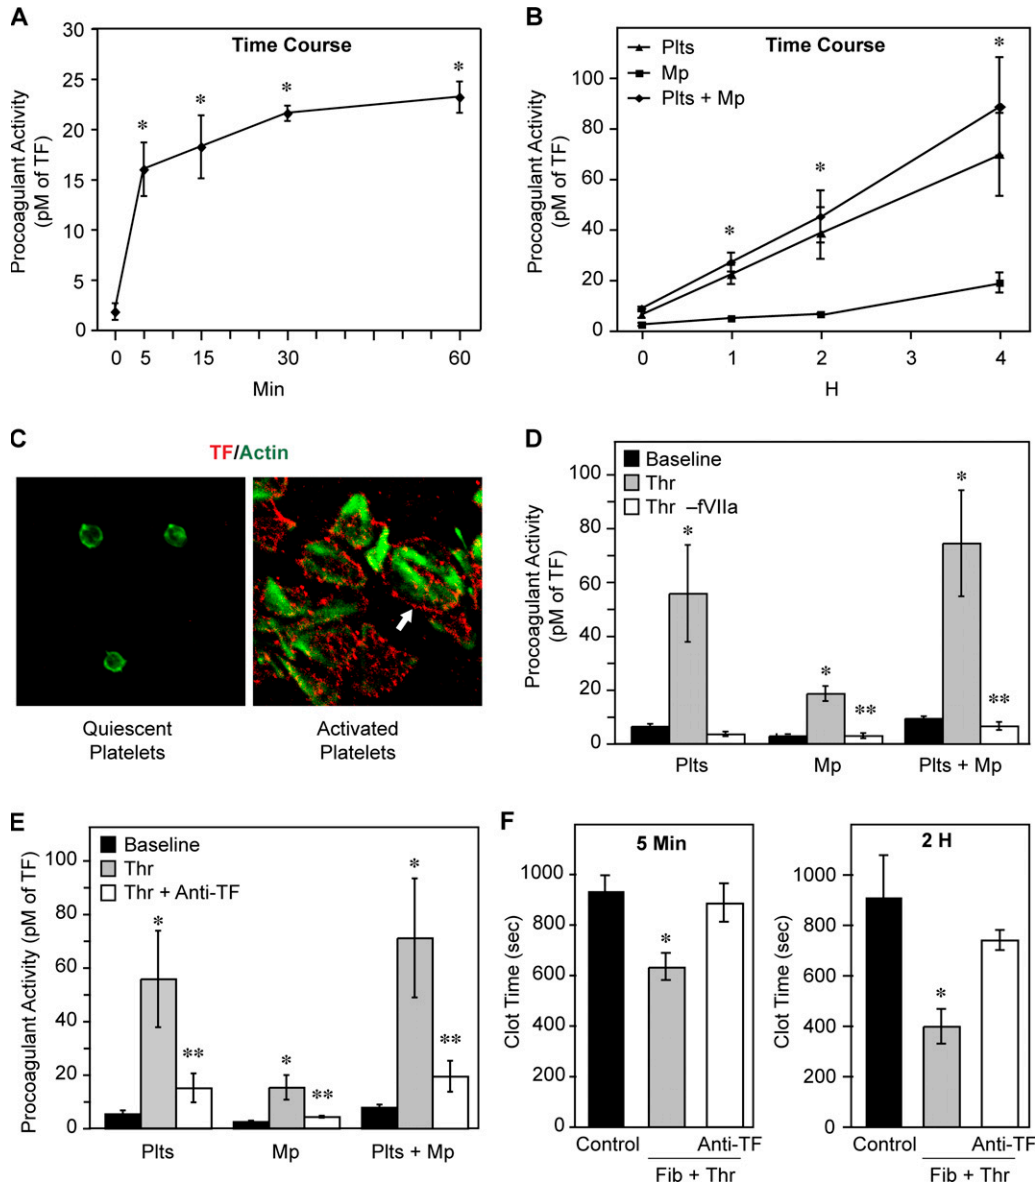 A
Time Course
Procoagulant Activity
(pM of TF)
30
25
20
15
10
5
0
*
*
*
*
0 5 15 30 60
Min
B
Time Course
Plts
Mp
Plts + Mp
Procoagulant Activity
(pM of TF)
100
80
60
40
20
0
*
*
*
0 1 2 3 4
H
C
TF/Actin
Quiescent
Platelets
Activated
Platelets
D
Baseline
Thr
Thr –fVIIa
Procoagulant Activity
(pM of TF)
100
80
60
40
20
0
*
*
**
*
**
Plts Mp Plts + Mp
E
Baseline
Thr
Thr + Anti-TF
Procoagulant Activity (pM of TF)
100
80
60
40
20
0
*
**
*
**
*
**
Plts Mp Plts + Mp
F
5 Min
Clot Time (sec)
1000
800
600
400
200
0
*
Control Anti-TF
Fib + Thr
2 H
Clot Time (sec)
1000
800
600
400
200
0
*
Control Anti-TF
Fib + Thr